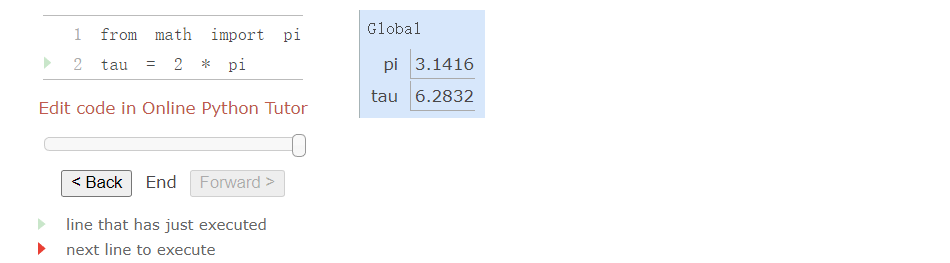 1 from math import pi
2 tau = 2 * pi
Edit code in Online Python Tutor
< Back End Forward >
line that has just executed
next line to execute
Global
pi 3.1416
tau 6.2832